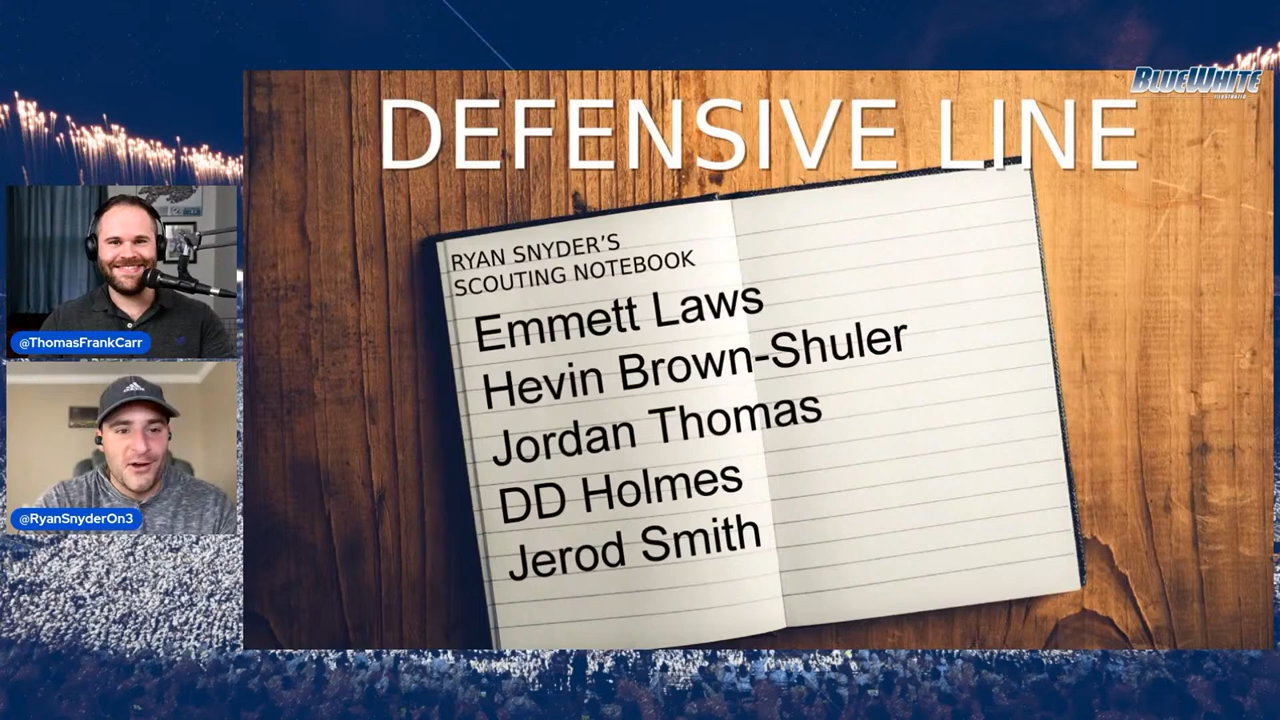 DEFENSIVE LINE
BLUEWHITE
ILLUSTRATED
RYAN SNYDER'S
SCOUTING NOTEBOOK
Emmett Laws
Hevin Brown-Shuler
Jordan Thomas
DD Holmes
Jerod Smith
@ThomasFrankCarr
@RyanSnyderOn3